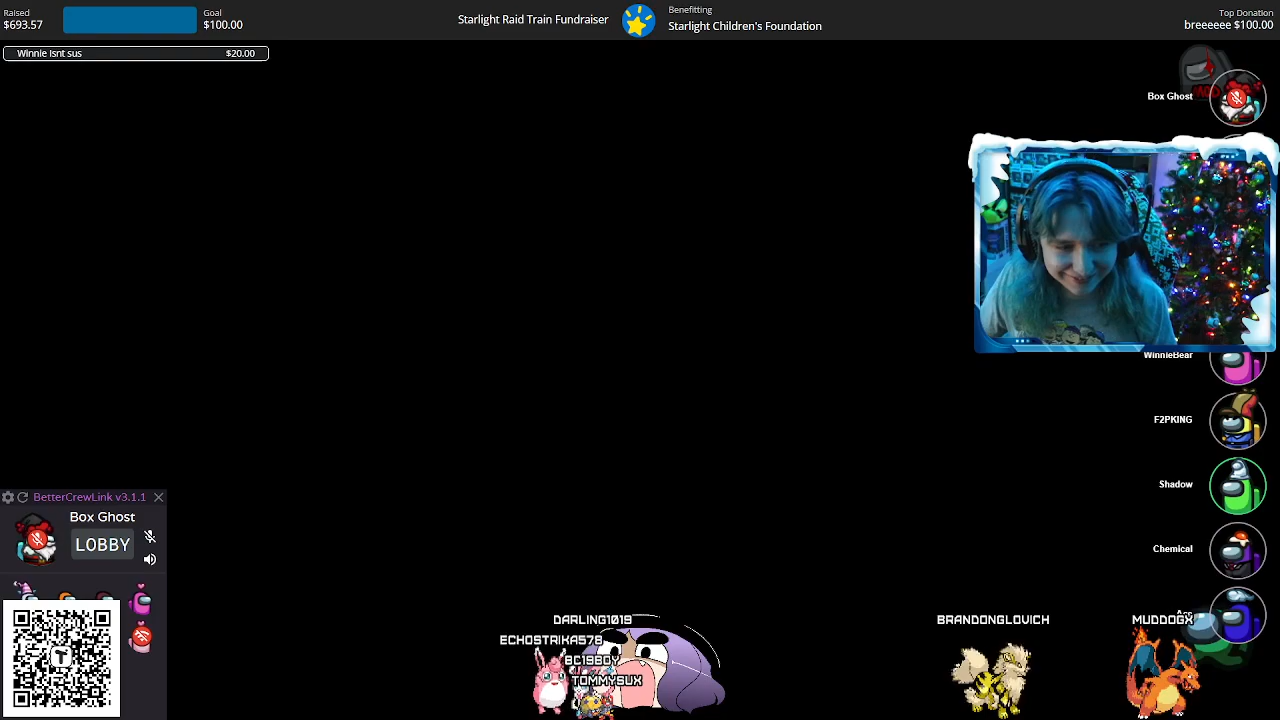 Raised
$693.57
Goal
$100.00
Starlight Raid Train Fundraiser
Benefitting
Starlight Children's Foundation
Top Donation
breeeeee $100.00
Winnie Isnt sus $20.00
Box Ghost
WinnieBear
F2PKING
Shadow
Chemical
BetterCrewLink v3.1.1
Box Ghost
LOBBY
DARLING1019
ECHOSTRIKA578
BC19BOY
TOMMYSUX
BRANDONGLOVICH
MUDDOGX